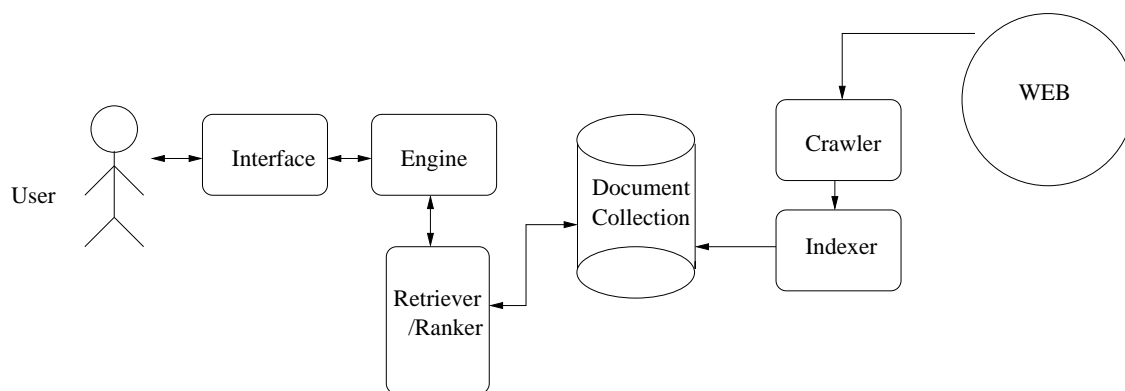 User
Interface
Engine
Retriever
/Ranker
Document
Collection
Crawler
Indexer
WEB